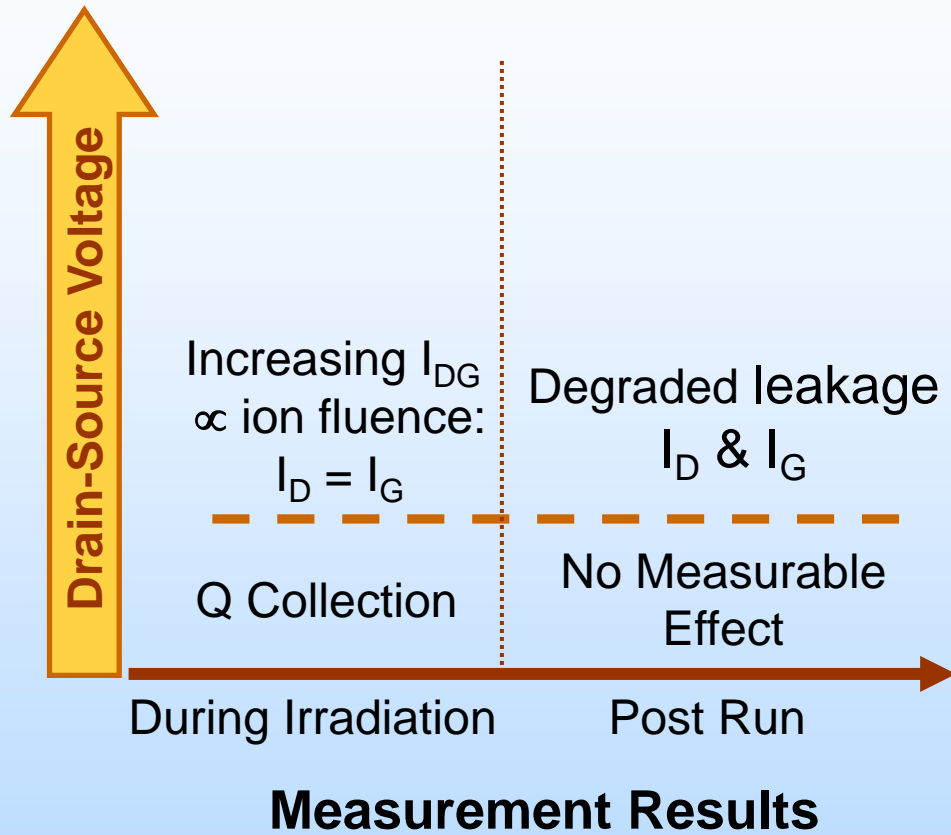 Drain-Source Voltage
Increasing I_DG
∝ ion fluence:
I_D = I_G
Degraded leakage
I_D & I_G
Q Collection
No Measurable
Effect
During Irradiation
Post Run
Measurement Results